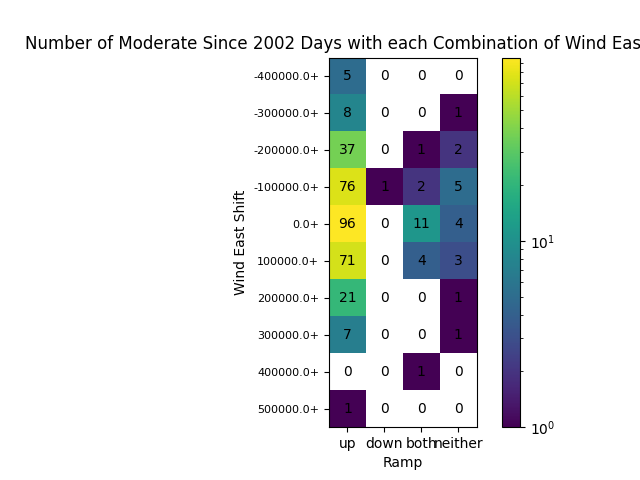 Number of Moderate Since 2002 Days with each Combination of Wind Eas
-400000.0+ 5 0 0 0
-300000.0+ 8 0 0 1
-200000.0+ 37 0 1 2
-100000.0+ 76 1 2 5
0.0+ 96 0 11 4
100000.0+ 71 0 4 3
200000.0+ 21 0 0 1
300000.0+ 7 0 0 1
400000.0+ 0 0 1 0
500000.0+ 1 0 0 0
up down both neither
Ramp
Wind East Shift
10^1
10^0